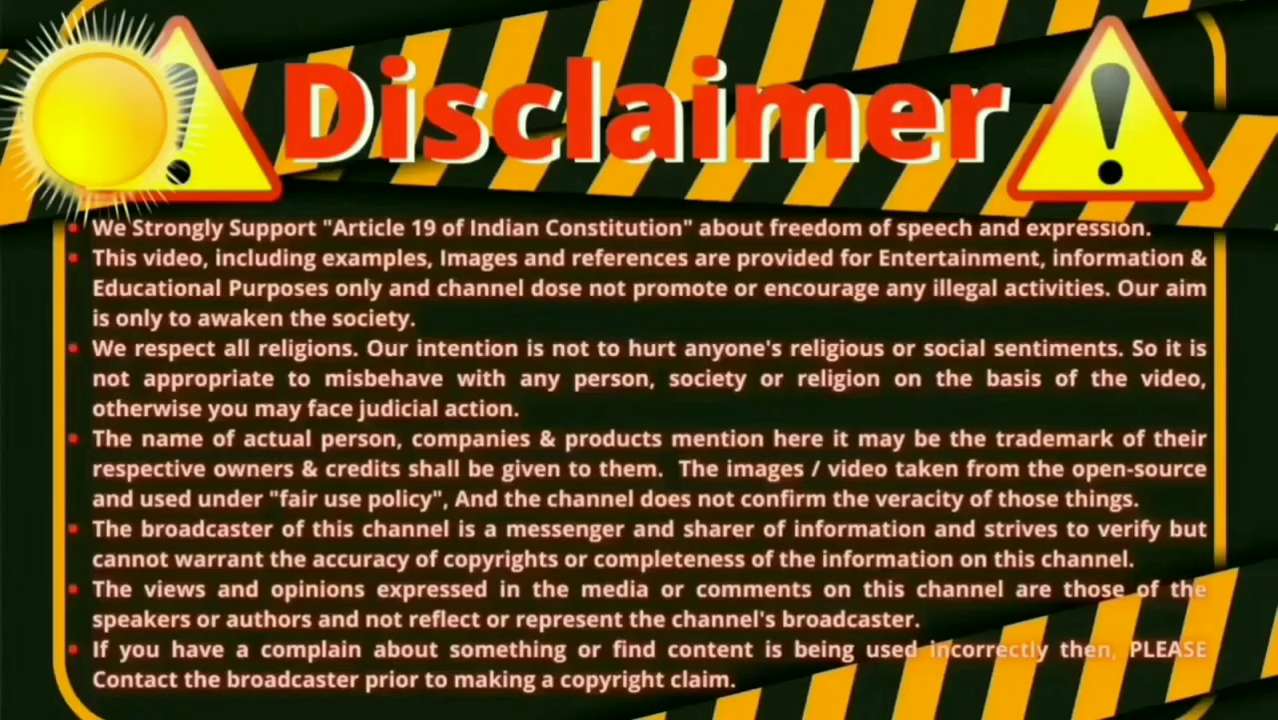 Disclaimer
• We Strongly Support "Article 19 of Indian Constitution" about freedom of speech and expression.
• This video, including examples, Images and references are provided for Entertainment, information &
Educational Purposes only and channel dose not promote or encourage any illegal activities. Our aim
is only to awaken the society.
• We respect all religions. Our intention is not to hurt anyone's religious or social sentiments. So it is
not appropriate to misbehave with any person, society or religion on the basis of the video,
otherwise you may face judicial action.
• The name of actual person, companies & products mention here it may be the trademark of their
respective owners & credits shall be given to them. The images / video taken from the open-source
and used under "fair use policy", And the channel does not confirm the veracity of those things.
• The broadcaster of this channel is a messenger and sharer of information and strives to verify but
cannot warrant the accuracy of copyrights or completeness of the information on this channel.
• The views and opinions expressed in the media or comments on this channel are those of the
speakers or authors and not reflect or represent the channel's broadcaster.
• If you have a complain about something or find content is being used incorrectly then, PLEASE
Contact the broadcaster prior to making a copyright claim.